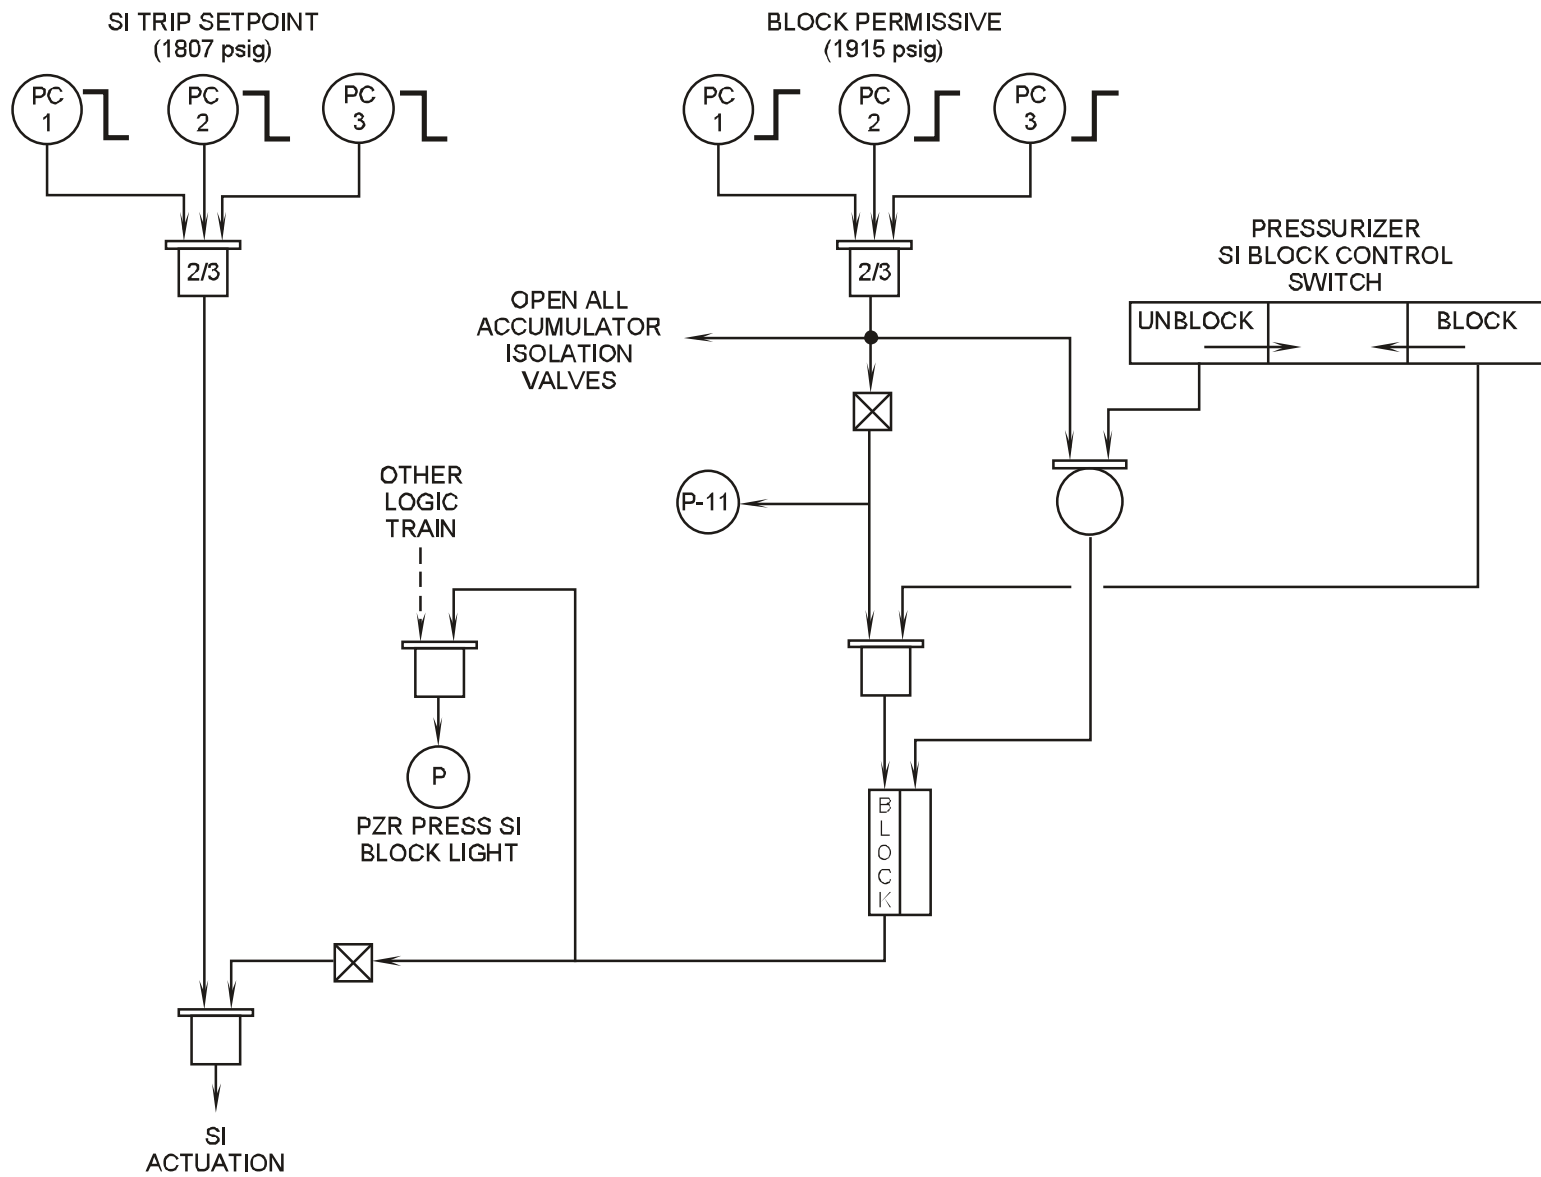 SI TRIP SETPOINT
(1807 psig)
PC
1
PC
2
PC
3
BLOCK PERMISSIVE
(1915 psig)
PC
1
PC
2
PC
3
2/3
2/3
PRESSURIZER
SI BLOCK CONTROL
SWITCH
UNBLOCK
BLOCK
OPEN ALL
ACCUMULATOR
ISOLATION
VALVES
P-11
OTHER
LOGIC
TRAIN
P
PZR PRESS SI
BLOCK LIGHT
BLOCK
SI
ACTUATION